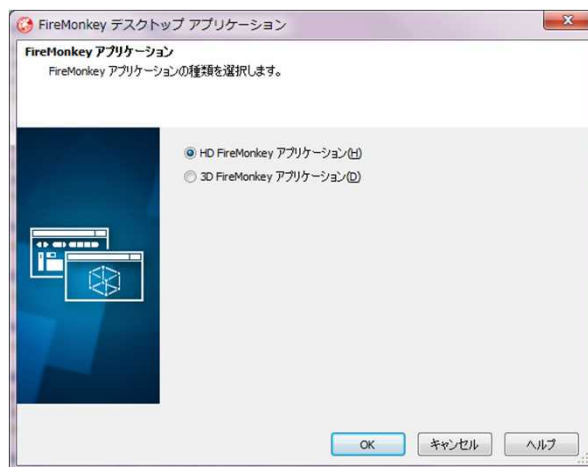 FireMonkey デスクトップ アプリケーション
FireMonkey アプリケーション
FireMonkey アプリケーションの種類を選択します。
HD FireMonkey アプリケーション(H)
3D FireMonkey アプリケーション(D)
OK
キャンセル
ヘルプ